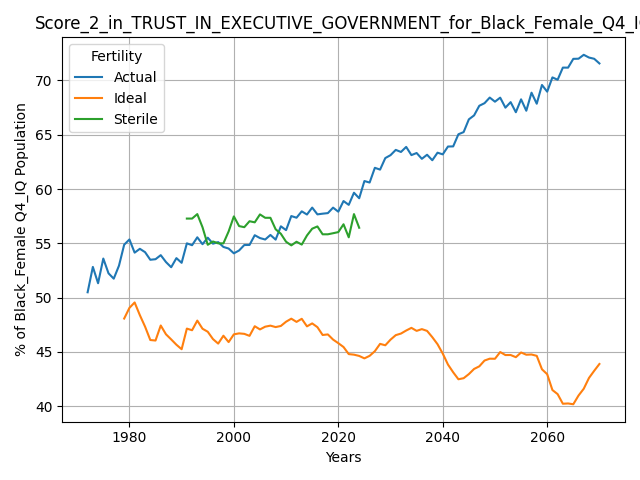 Score_2_in_TRUST_IN_EXECUTIVE_GOVERNMENT_for_Black_Female_Q4_I
Fertility
Actual
Ideal
Sterile
% of Black_Female Q4_IQ Population
70
65
60
55
50
45
40
1980
2000
2020
2040
2060
Years